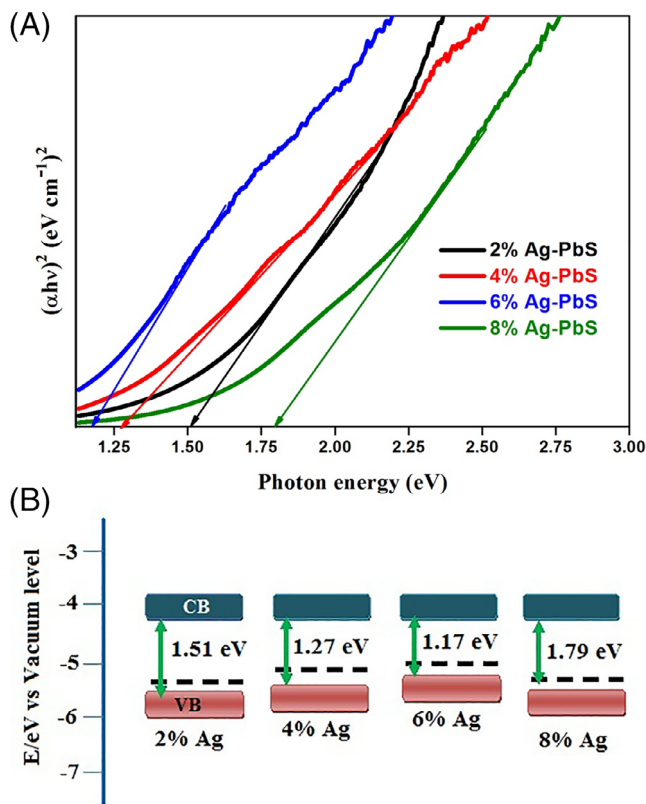 (A)
(αhν)² (eV cm⁻¹)²
2% Ag-PbS
4% Ag-PbS
6% Ag-PbS
8% Ag-PbS
1.25 1.50 1.75 2.00 2.25 2.50 2.75 3.00
Photon energy (eV)
(B)
E/eV vs Vacuum level
-3
-4
-5
-6
-7
CB
1.51 eV
1.27 eV
1.17 eV
1.79 eV
VB
2% Ag
4% Ag
6% Ag
8% Ag